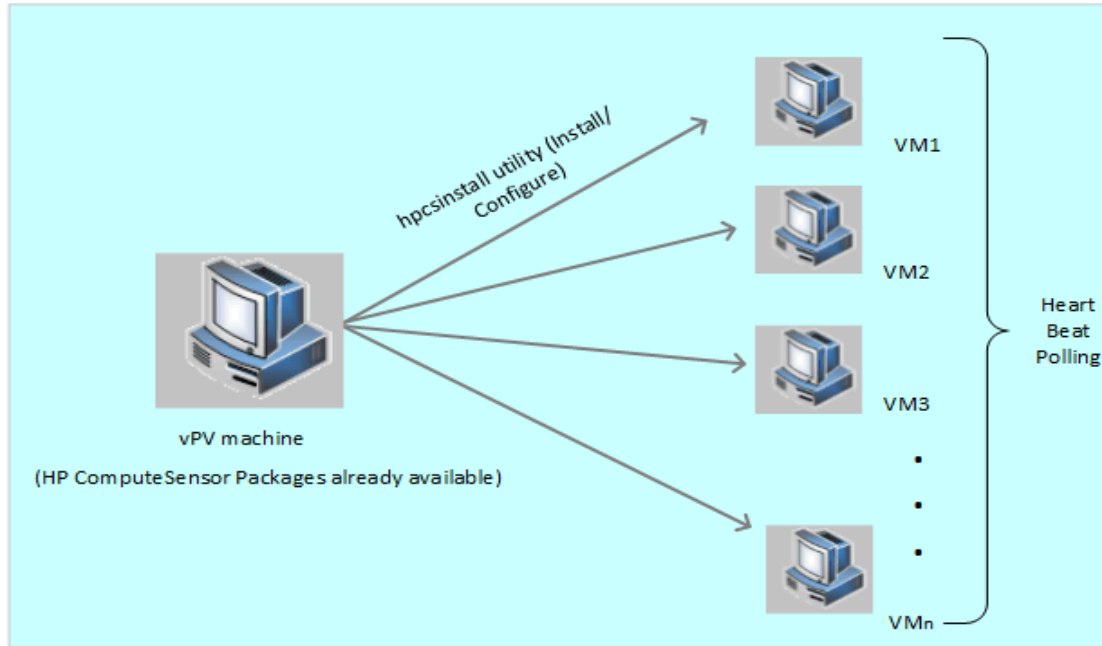 hpcsinstall utility (Install/
Configure)
VM1
VM2
VM3
VMn
Heart
Beat
Polling
vPV machine
(HP ComputeSensor Packages already available)